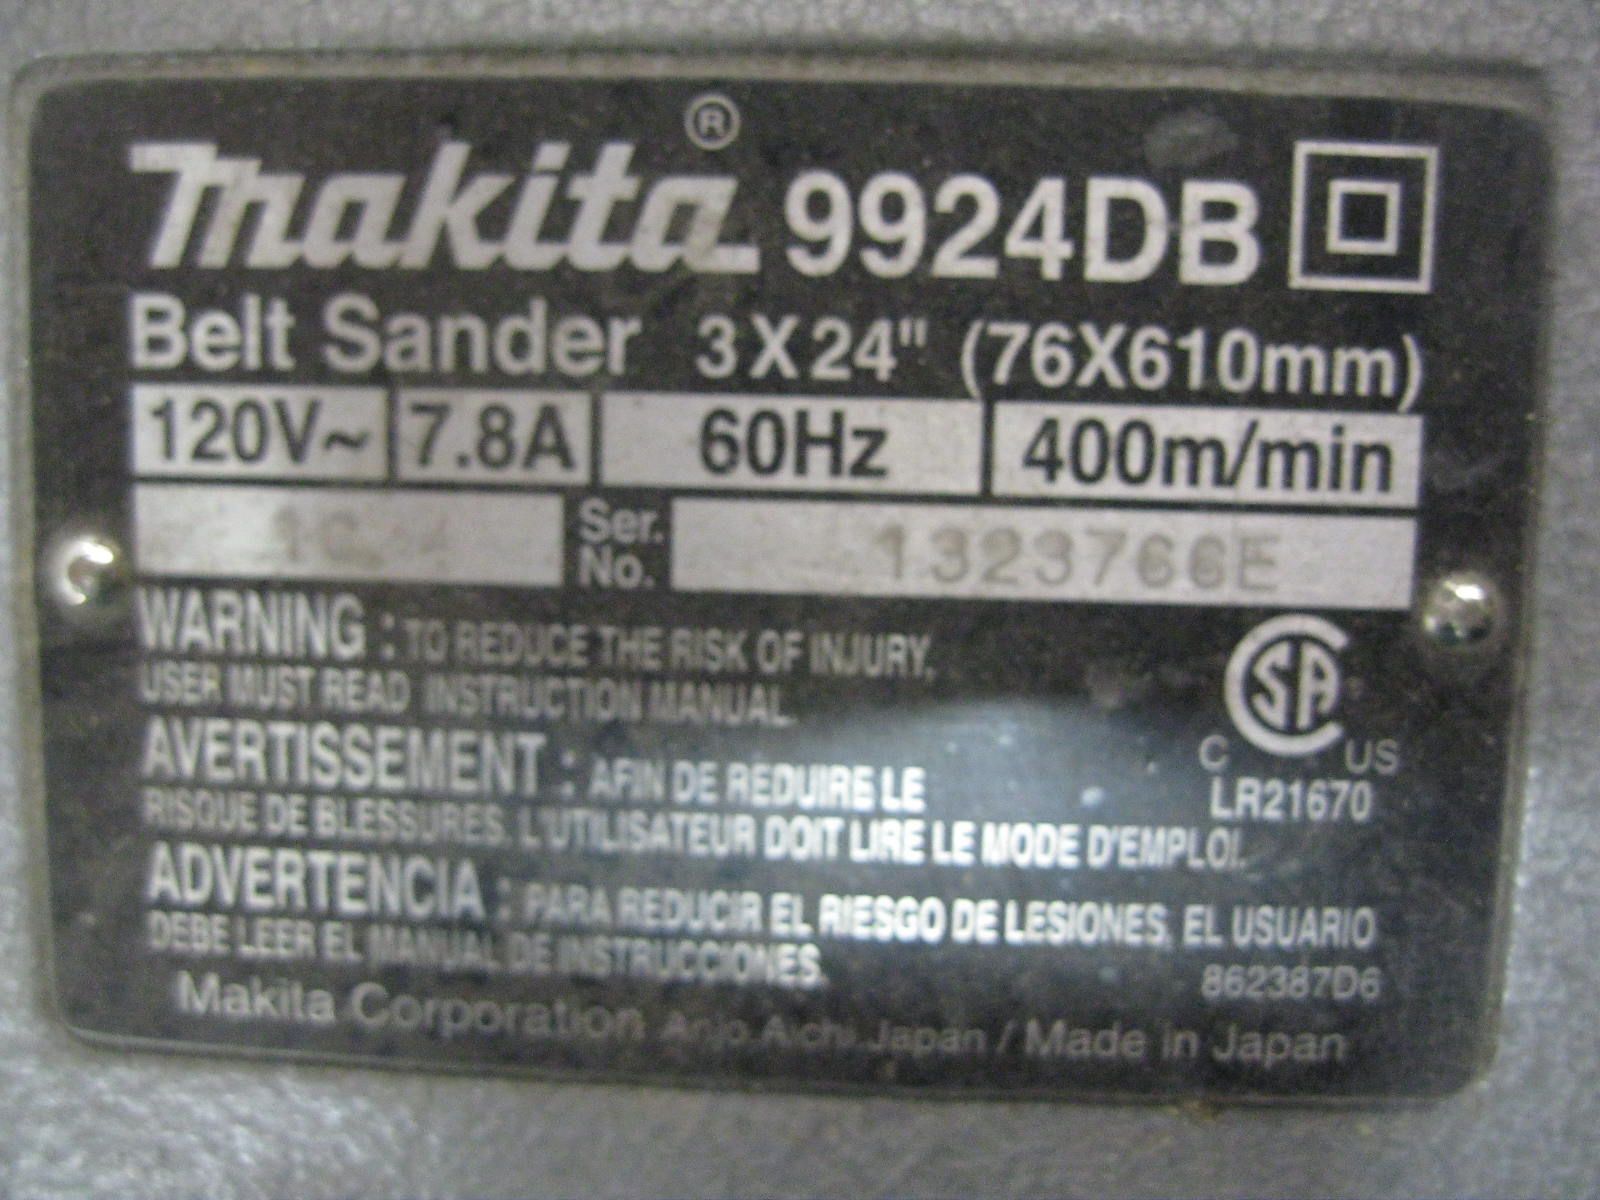 Makita® 9924DB
Belt Sander 3X24" (76X610mm)
120V~ 7.8A 60Hz 400m/min
Ser. No. 1323766E
WARNING : TO REDUCE THE RISK OF INJURY,
USER MUST READ INSTRUCTION MANUAL.
AVERTISSEMENT : AFIN DE REDUIRE LE
RISQUE DE BLESSURES, L'UTILISATEUR DOIT LIRE LE MODE D'EMPLOI.
ADVERTENCIA : PARA REDUCIR EL RIESGO DE LESIONES, EL USUARIO
DEBE LEER EL MANUAL DE INSTRUCCIONES.
CSA
C US
LR21670
862387D6
Makita Corporation Anjo, Aichi, Japan / Made in Japan